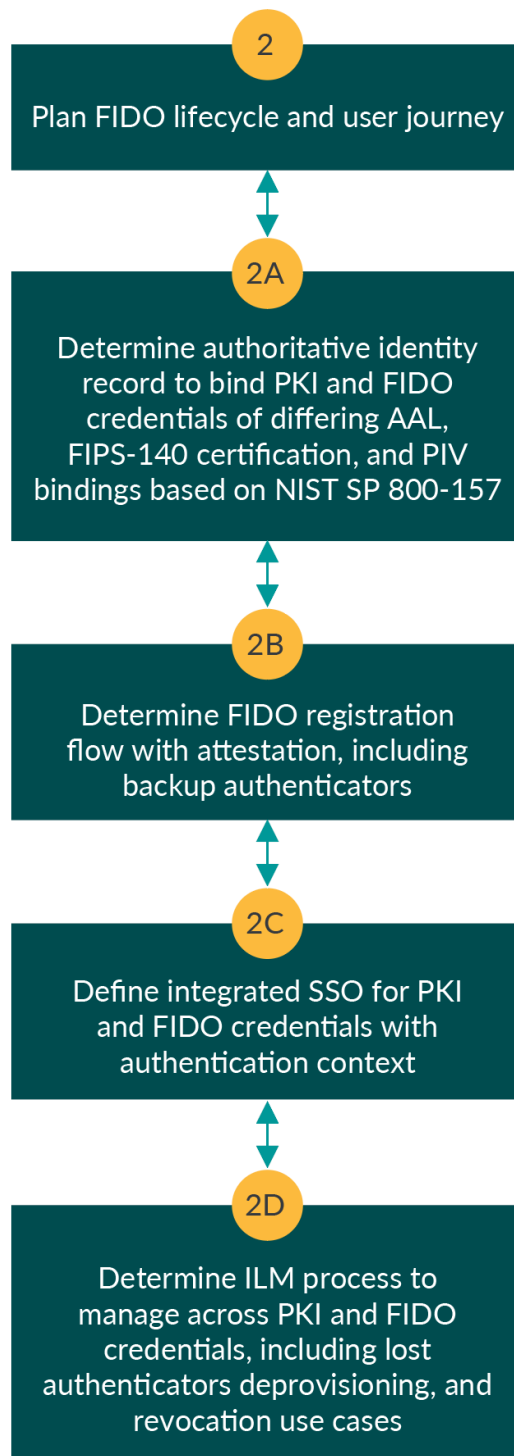 2
Plan FIDO lifecycle and user journey
2A
Determine authoritative identity
record to bind PKI and FIDO
credentials of differing AAL,
FIPS-140 certification, and PIV
bindings based on NIST SP 800-157
2B
Determine FIDO registration
flow with attestation, including
backup authenticators
2C
Define integrated SSO for PKI
and FIDO credentials with
authentication context
2D
Determine ILM process to
manage across PKI and FIDO
credentials, including lost
authenticators deprovisioning, and
revocation use cases